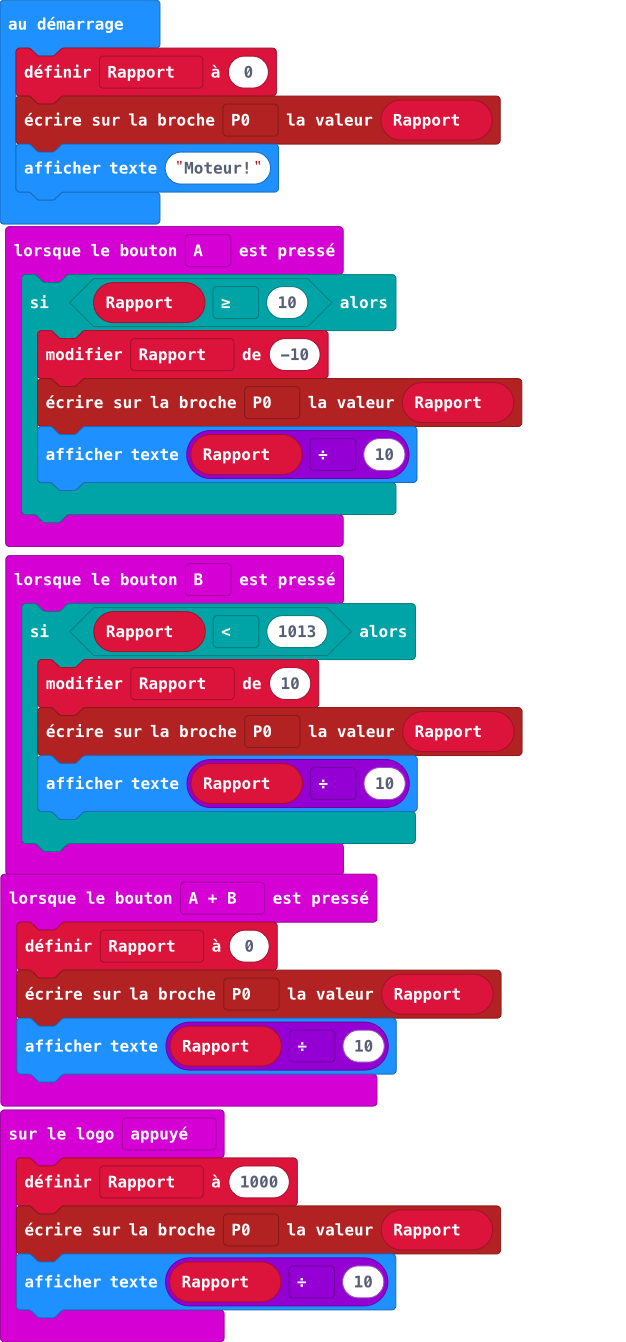 au démarrage
définir Rapport à 0
écrire sur la broche P0 la valeur Rapport
afficher texte "Moteur!"
lorsque le bouton A est pressé
si Rapport ≥ 10 alors
modifier Rapport de −10
écrire sur la broche P0 la valeur Rapport
afficher texte Rapport ÷ 10
lorsque le bouton B est pressé
si Rapport < 1013 alors
modifier Rapport de 10
écrire sur la broche P0 la valeur Rapport
afficher texte Rapport ÷ 10
lorsque le bouton A + B est pressé
définir Rapport à 0
écrire sur la broche P0 la valeur Rapport
afficher texte Rapport ÷ 10
sur le logo appuyé
définir Rapport à 1000
écrire sur la broche P0 la valeur Rapport
afficher texte Rapport ÷ 10